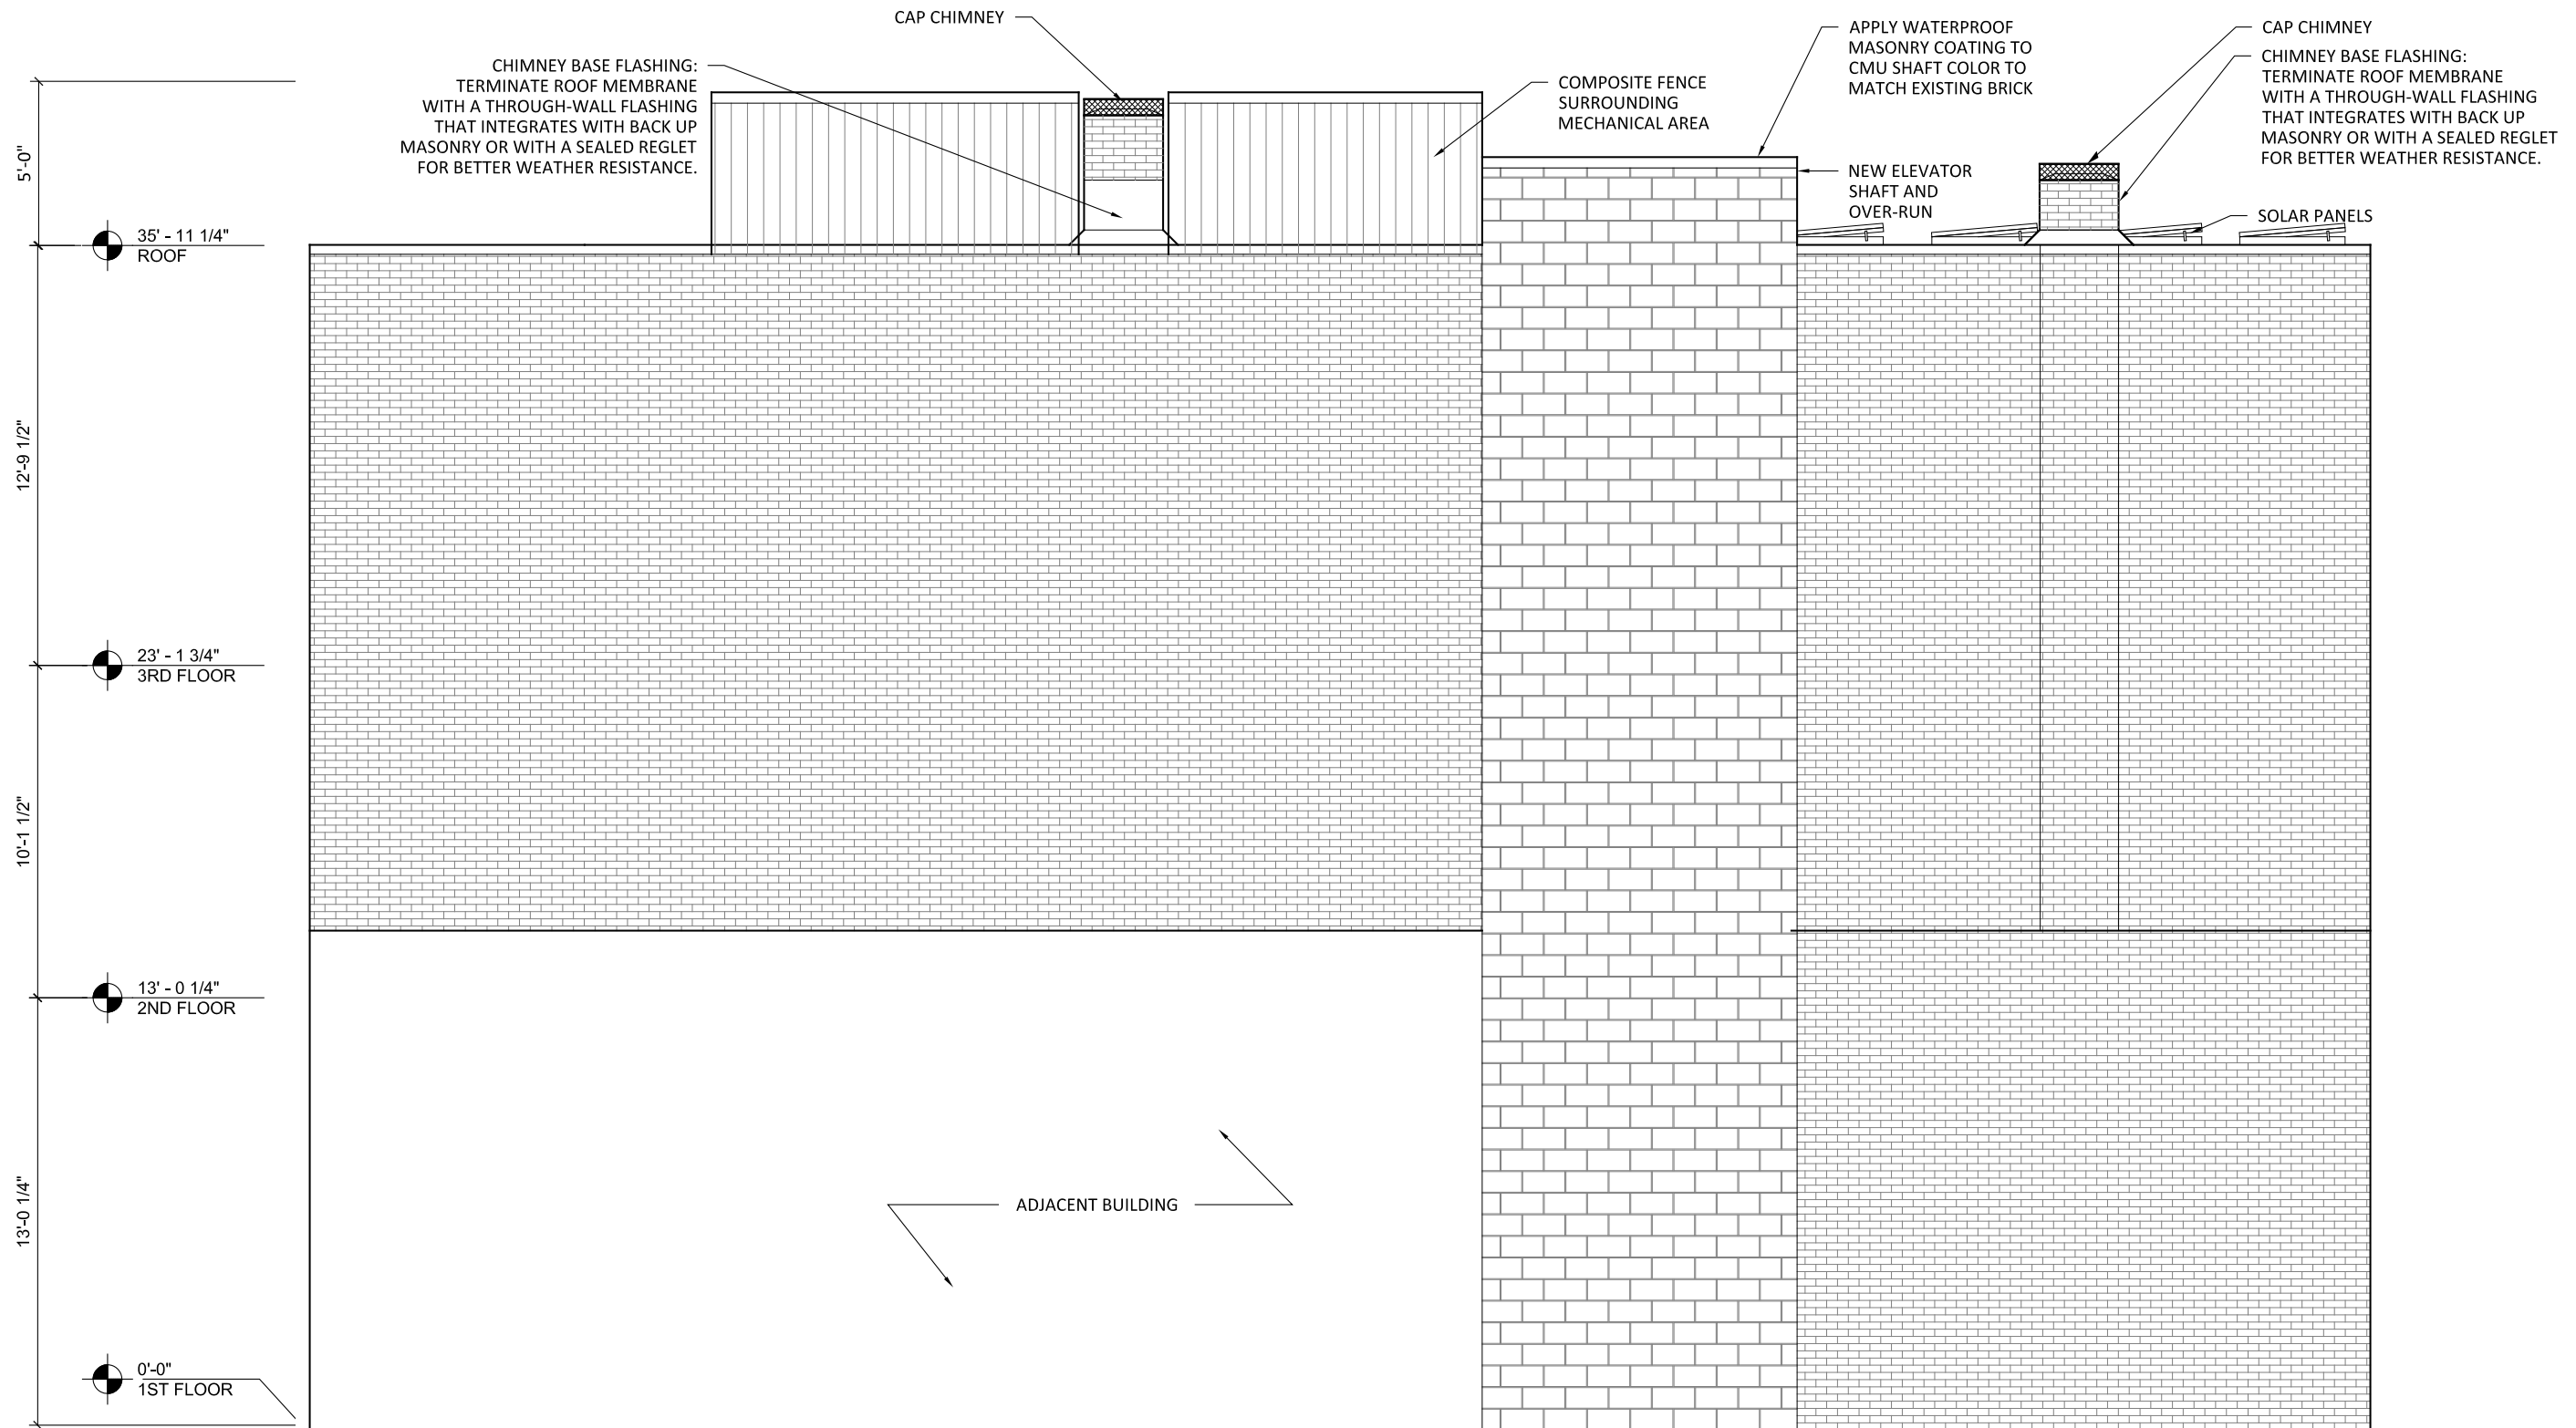 CAP CHIMNEY
CHIMNEY BASE FLASHING:
TERMINATE ROOF MEMBRANE
WITH A THROUGH-WALL FLASHING
THAT INTEGRATES WITH BACK UP
MASONRY OR WITH A SEALED REGLET
FOR BETTER WEATHER RESISTANCE.
COMPOSITE FENCE
SURROUNDING
MECHANICAL AREA
APPLY WATERPROOF
MASONRY COATING TO
CMU SHAFT COLOR TO
MATCH EXISTING BRICK
NEW ELEVATOR
SHAFT AND
OVER-RUN
CAP CHIMNEY
CHIMNEY BASE FLASHING:
TERMINATE ROOF MEMBRANE
WITH A THROUGH-WALL FLASHING
THAT INTEGRATES WITH BACK UP
MASONRY OR WITH A SEALED REGLET
FOR BETTER WEATHER RESISTANCE.
SOLAR PANELS
5'-0"
35' - 11 1/4"
ROOF
12'-9 1/2"
23' - 1 3/4"
3RD FLOOR
10'-1 1/2"
13' - 0 1/4"
2ND FLOOR
13'-0 1/4"
ADJACENT BUILDING
0'-0"
1ST FLOOR